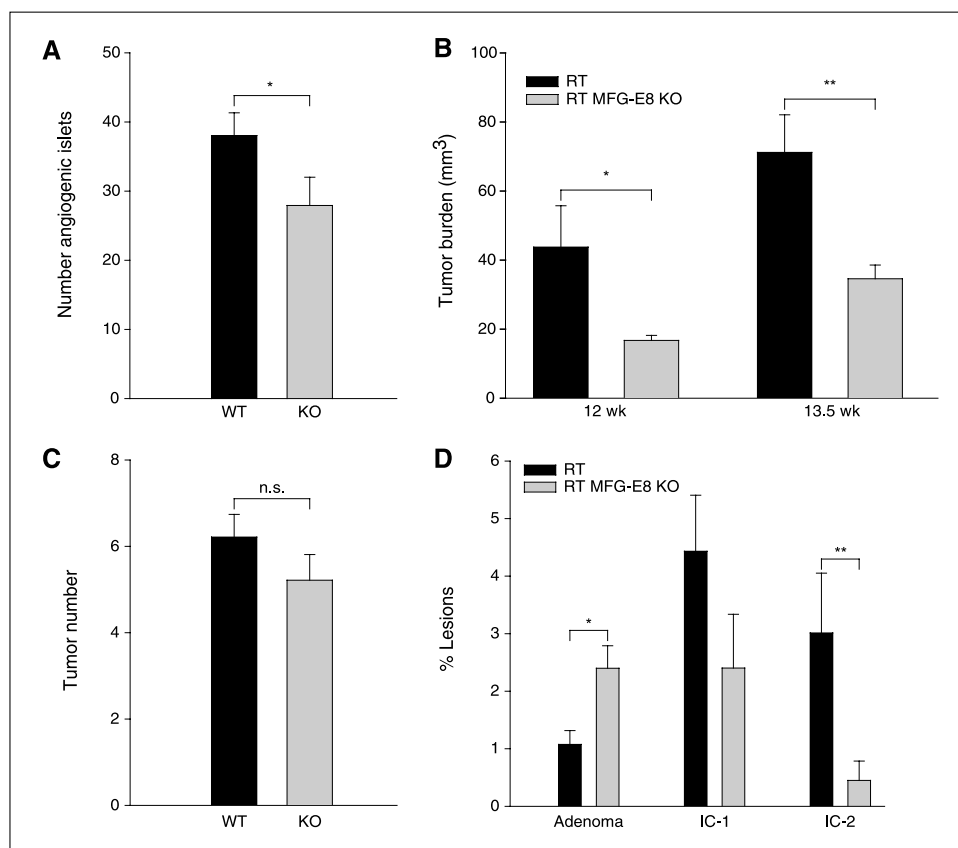 A
Number angiogenic islets
50
40
30
20
10
0
*
WT KO
B
RT
RT MFG-E8 KO
Tumor burden (mm³)
100
80
60
40
20
0
*
**
12 wk 13.5 wk
C
Tumor number
8
6
4
2
0
n.s.
WT KO
D
RT
RT MFG-E8 KO
% Lesions
6
5
4
3
2
1
0
*
**
Adenoma IC-1 IC-2